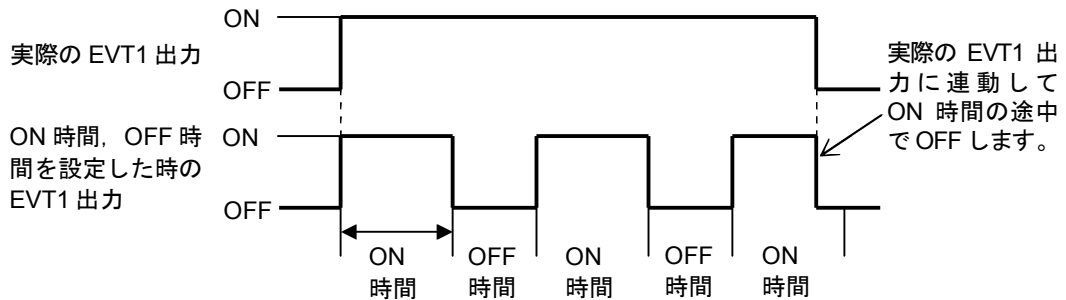 ON
実際の EVT1 出力
OFF
実際の EVT1 出
力に連動して
ON 時間の途中
で OFF します。
ON 時間，OFF 時
間を設定した時の
EVT1 出力
ON
OFF
ON
時間
OFF
時間
ON
時間
OFF
時間
ON
時間